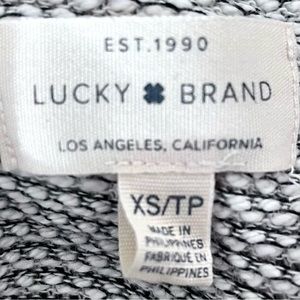 EST.1990
LUCKY BRAND
LOS ANGELES, CALIFORNIA
XS/TP
MADE IN
PHILIPPINES
FABRIQUÉ EN
PHILIPPINES